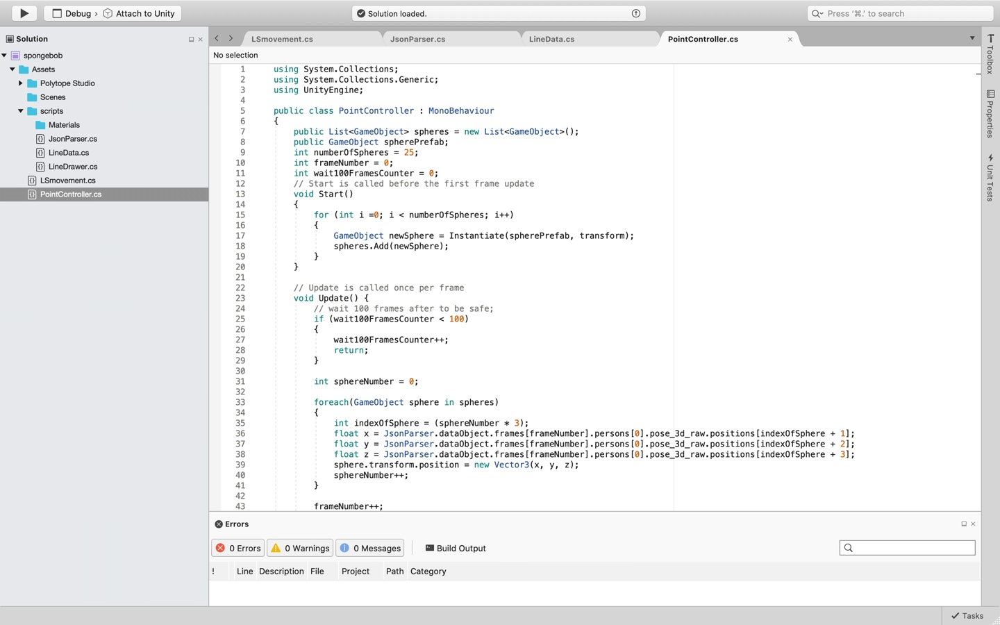 Debug › Attach to Unity
Solution loaded.
Press ‘⌘.’ to search
Solution
spongebob
Assets
Polytope Studio
Scenes
scripts
Materials
JsonParser.cs
LineData.cs
LineDrawer.cs
LSmovement.cs
PointController.cs
LSmovement.cs
JsonParser.cs
LineData.cs
PointController.cs
No selection
1 using System.Collections;
2 using System.Collections.Generic;
3 using UnityEngine;
4
5 public class PointController : MonoBehaviour
6 {
7 public List<GameObject> spheres = new List<GameObject>();
8 public GameObject spherePrefab;
9 int numberOfSpheres = 25;
10 int frameNumber = 0;
11 int wait100FramesCounter = 0;
12 // Start is called before the first frame update
13 void Start()
14 {
15 for (int i =0; i < numberOfSpheres; i++)
16 {
17 GameObject newSphere = Instantiate(spherePrefab, transform);
18 spheres.Add(newSphere);
19 }
20 }
21
22 // Update is called once per frame
23 void Update() {
24 // wait 100 frames after to be safe;
25 if (wait100FramesCounter < 100)
26 {
27 wait100FramesCounter++;
28 return;
29 }
30
31 int sphereNumber = 0;
32
33 foreach(GameObject sphere in spheres)
34 {
35 int indexOfSphere = (sphereNumber * 3);
36 float x = JsonParser.dataObject.frames[frameNumber].persons[0].pose_3d_raw.positions[indexOfSphere + 1];
37 float y = JsonParser.dataObject.frames[frameNumber].persons[0].pose_3d_raw.positions[indexOfSphere + 2];
38 float z = JsonParser.dataObject.frames[frameNumber].persons[0].pose_3d_raw.positions[indexOfSphere + 3];
39 sphere.transform.position = new Vector3(x, y, z);
40 sphereNumber++;
41 }
42
43 frameNumber++;
Toolbox
Properties
Unit Tests
Errors
0 Errors
0 Warnings
0 Messages
Build Output
! Line Description File Project Path Category
Tasks